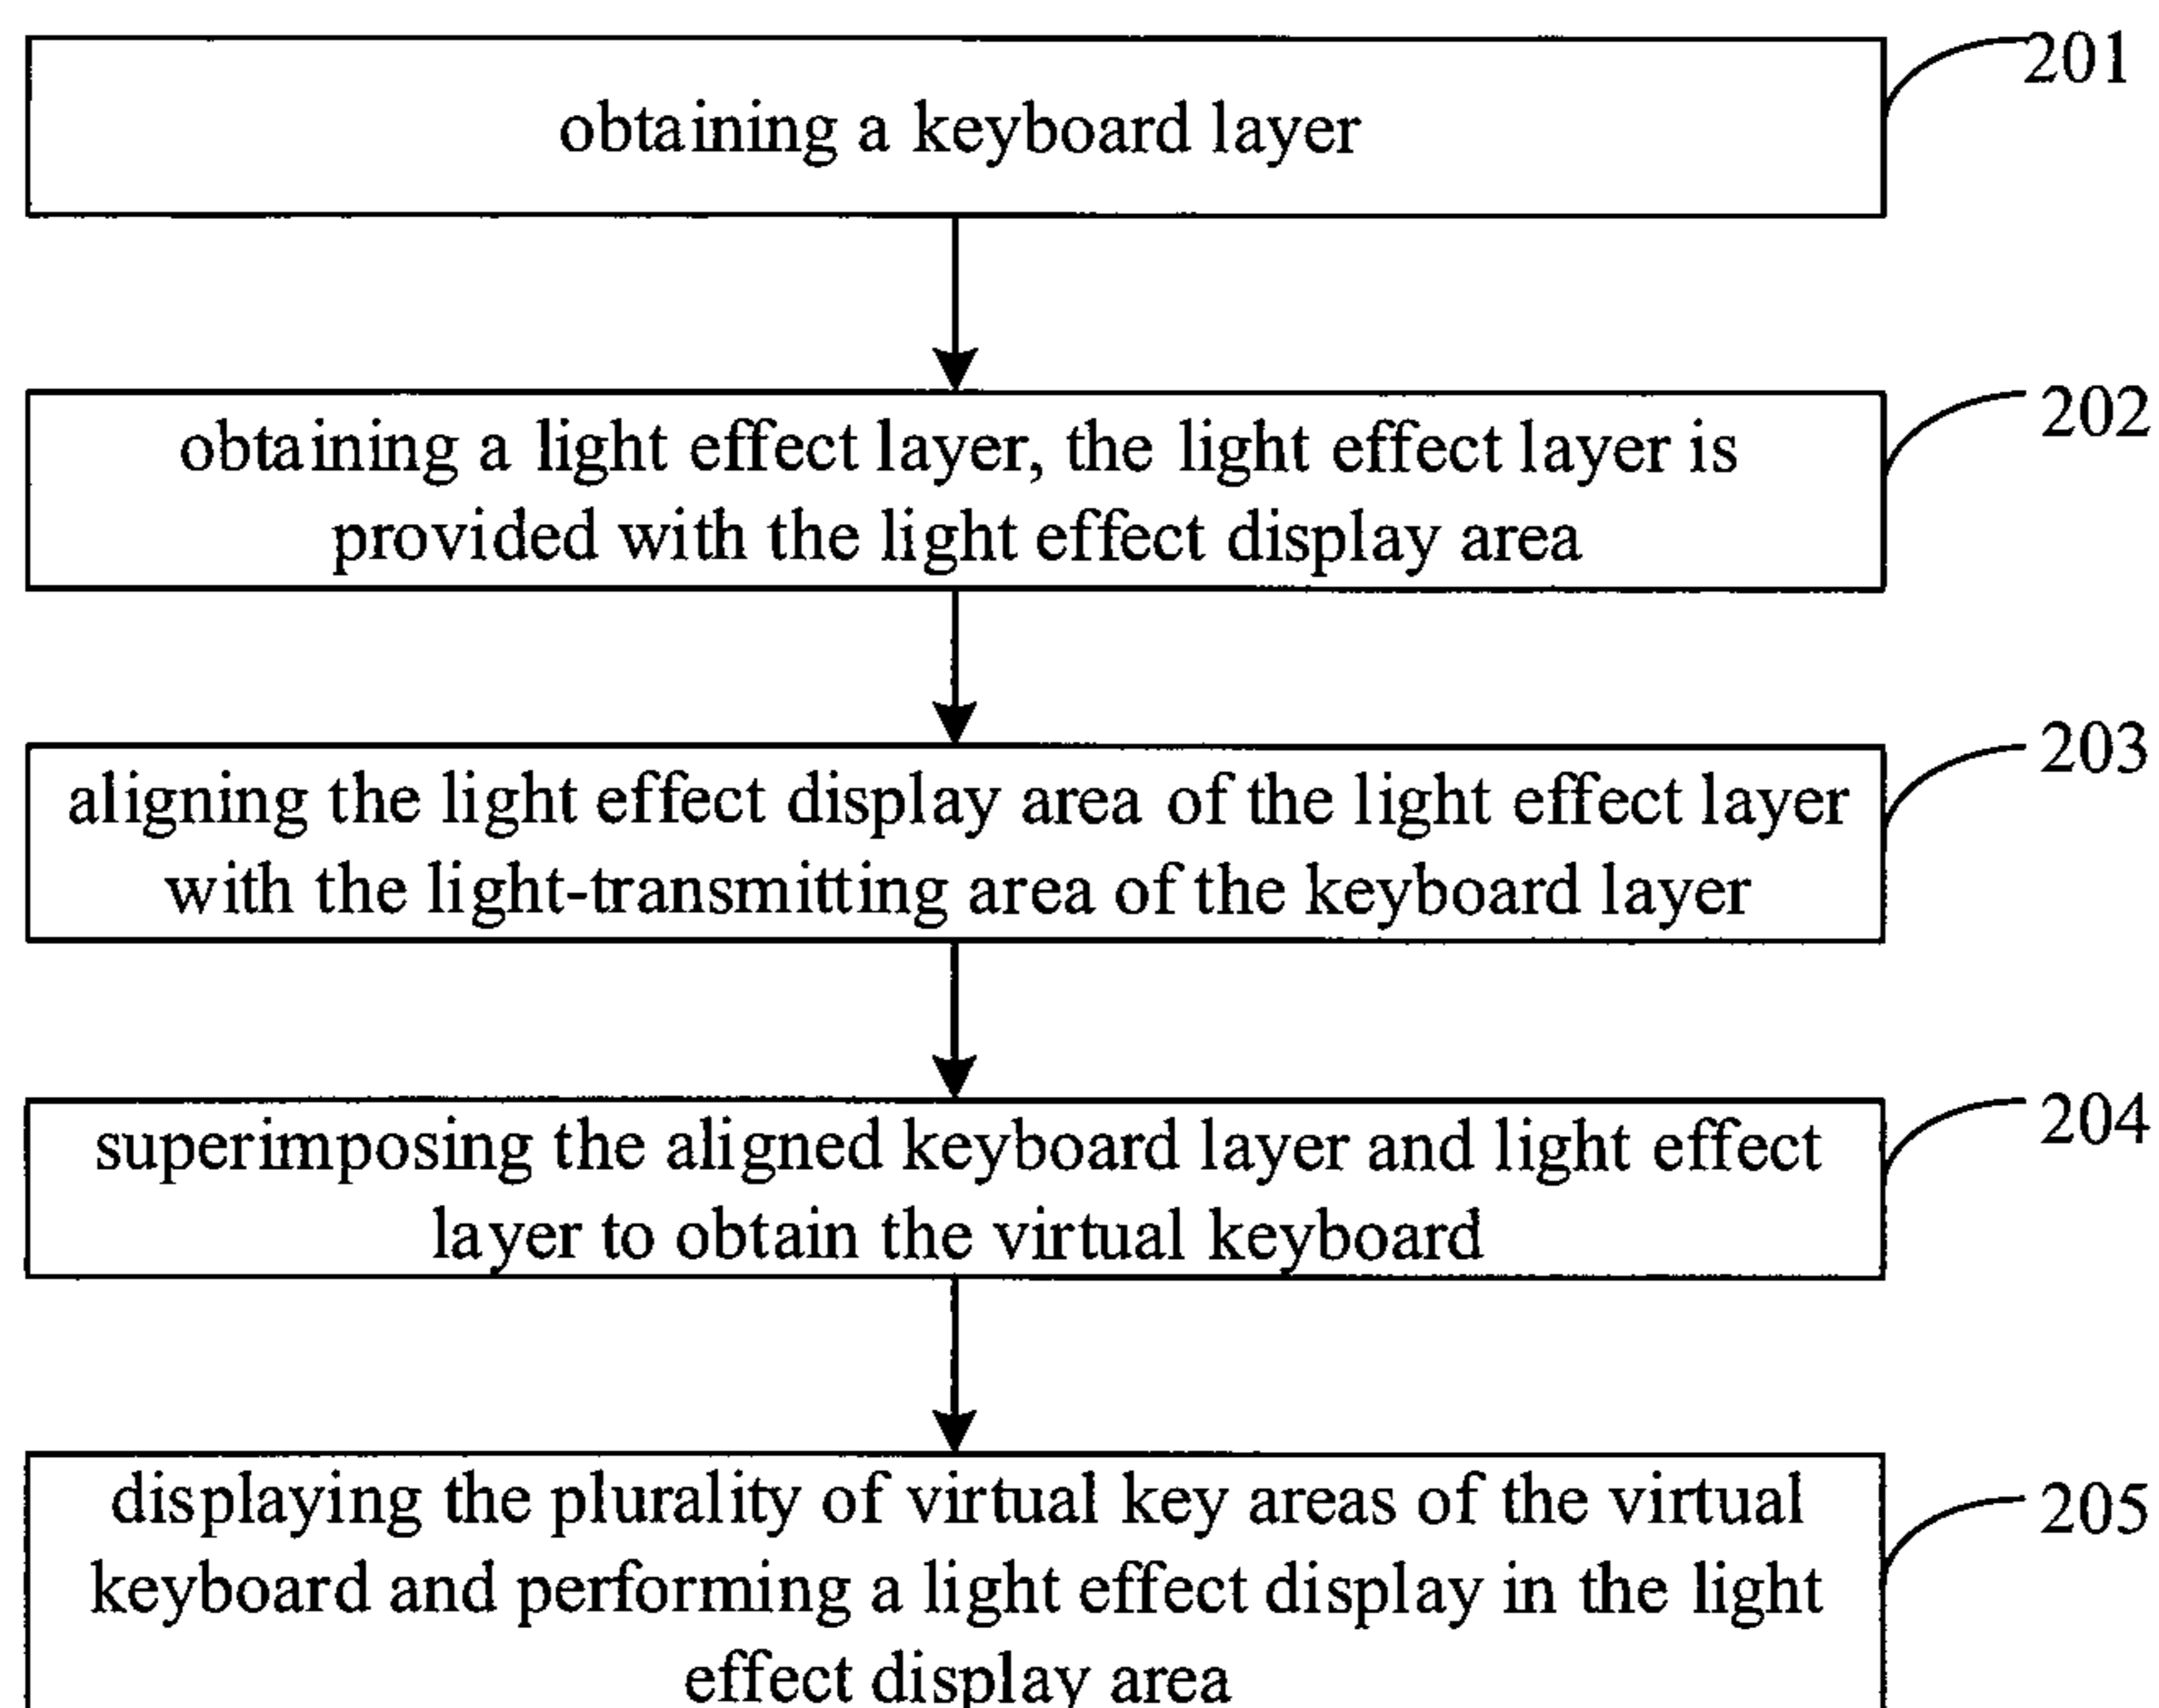 201
obtaining a keyboard layer
202
obtaining a light effect layer, the light effect layer is
provided with the light effect display area
203
aligning the light effect display area of the light effect layer
with the light-transmitting area of the keyboard layer
204
superimposing the aligned keyboard layer and light effect
layer to obtain the virtual keyboard
205
displaying the plurality of virtual key areas of the virtual
keyboard and performing a light effect display in the light
effect display area